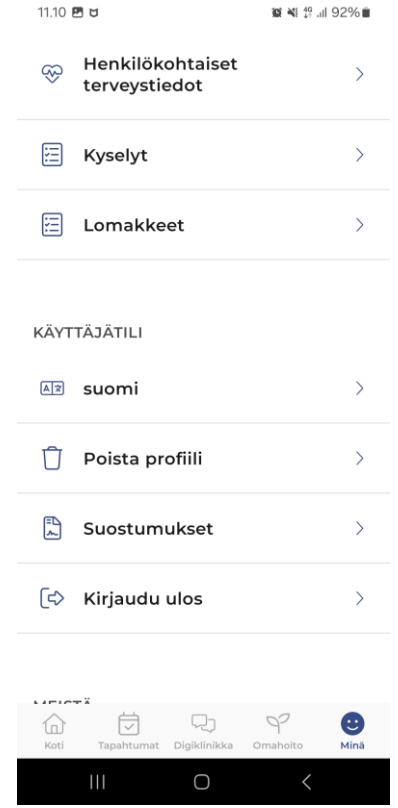 11.10 92%
Henkilökohtaiset
terveystiedot
Kyselyt
Lomakkeet
KÄYTTÄJÄTILI
suomi
Poista profiili
Suostumukset
Kirjaudu ulos
MEISTÄ
Koti Tapahtumat Digiklinikka Omahoito Minä